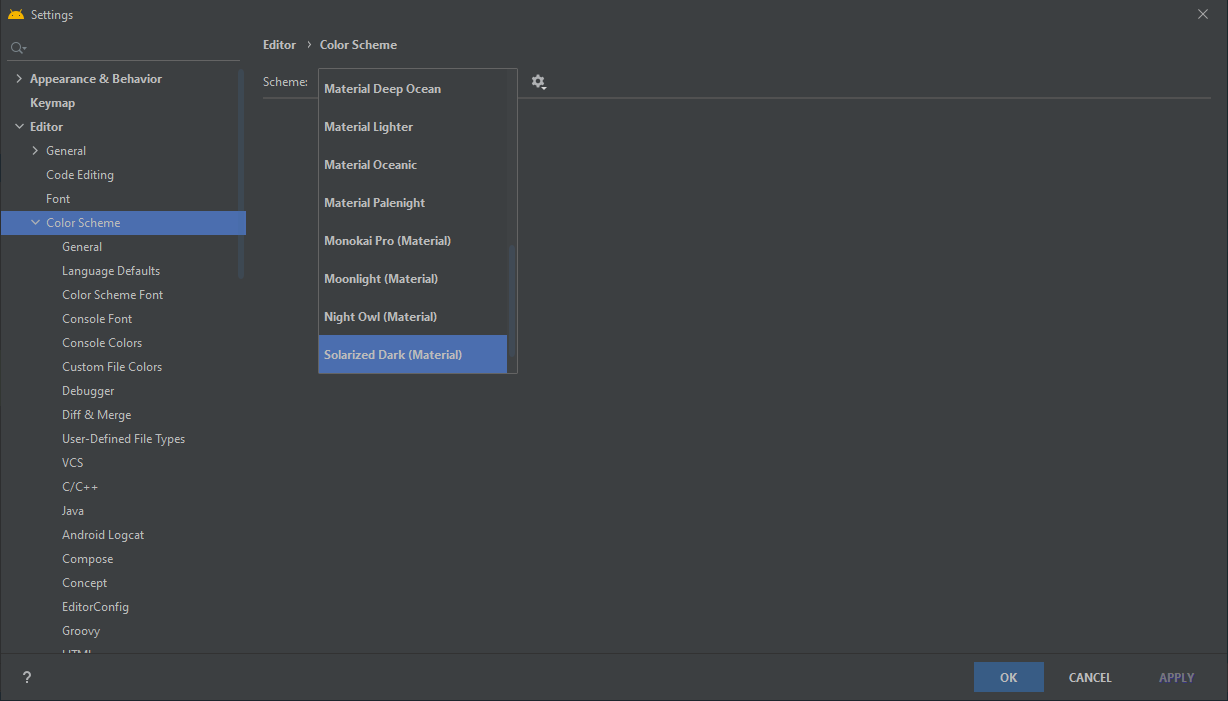 Settings
Appearance & Behavior
Keymap
Editor
General
Code Editing
Font
Color Scheme
General
Language Defaults
Color Scheme Font
Console Font
Console Colors
Custom File Colors
Debugger
Diff & Merge
User-Defined File Types
VCS
C/C++
Java
Android Logcat
Compose
Concept
EditorConfig
Groovy
HTML
Editor › Color Scheme
Scheme:
Material Deep Ocean
Material Lighter
Material Oceanic
Material Palenight
Monokai Pro (Material)
Moonlight (Material)
Night Owl (Material)
Solarized Dark (Material)
?
OK
CANCEL
APPLY